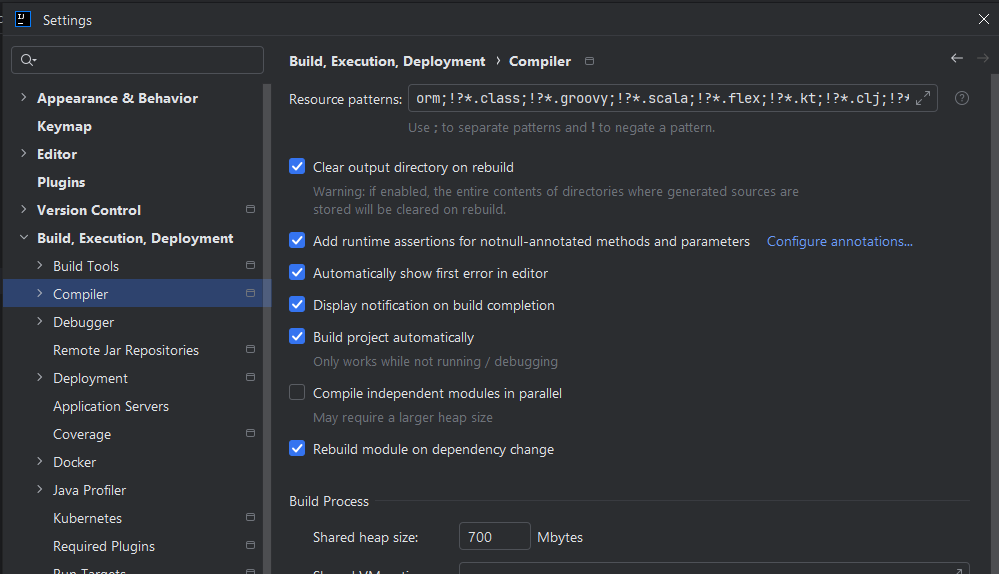 Settings
Appearance & Behavior
Keymap
Editor
Plugins
Version Control
Build, Execution, Deployment
Build Tools
Compiler
Debugger
Remote Jar Repositories
Deployment
Application Servers
Coverage
Docker
Java Profiler
Kubernetes
Required Plugins
Run Targets
Build, Execution, Deployment › Compiler
Resource patterns: orm;!?*.class;!?*.groovy;!?*.scala;!?*.flex;!?*.kt;!?*.clj;!?*
Use ; to separate patterns and ! to negate a pattern.
Clear output directory on rebuild
Warning: if enabled, the entire contents of directories where generated sources are
stored will be cleared on rebuild.
Add runtime assertions for notnull-annotated methods and parameters Configure annotations...
Automatically show first error in editor
Display notification on build completion
Build project automatically
Only works while not running / debugging
Compile independent modules in parallel
May require a larger heap size
Rebuild module on dependency change
Build Process
Shared heap size: 700 Mbytes